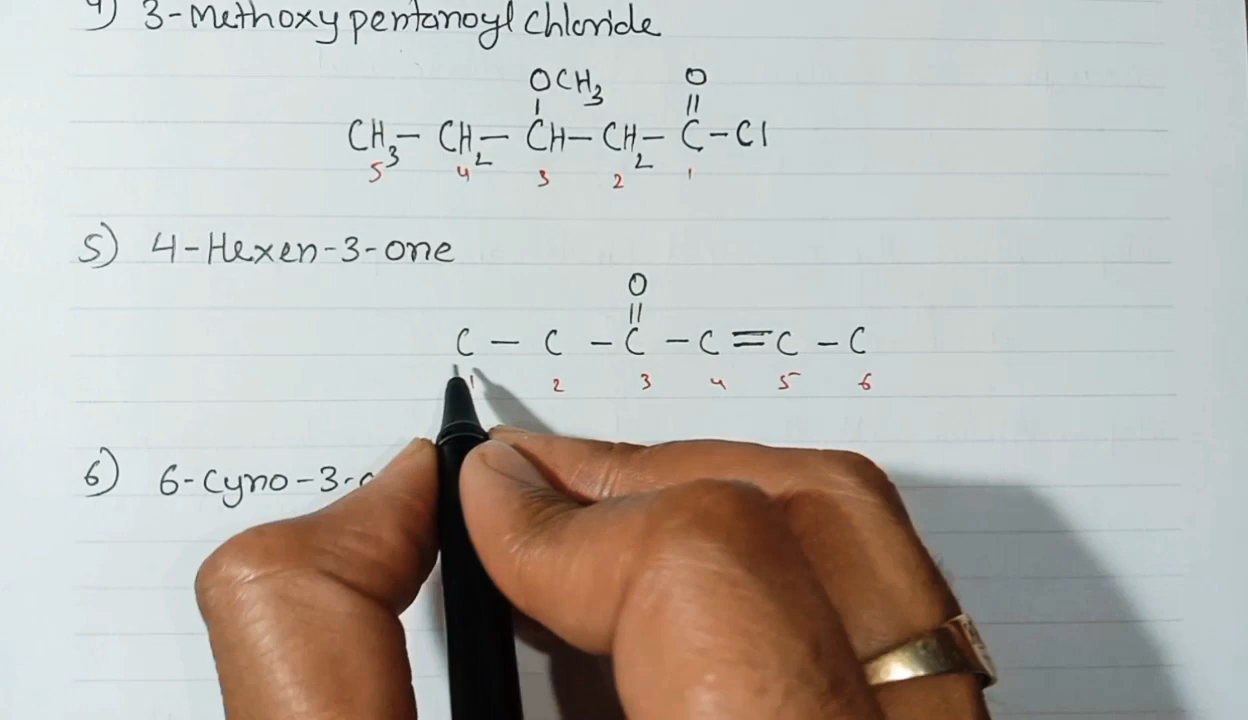 4) 3-Methoxy pentanoyl chloride
OCH3 O
CH3 – CH2 – CH – CH2 – C – Cl
5 4 3 2 1
5) 4-Hexen-3-one
O
C – C – C – C = C – C
1 2 3 4 5 6
6) 6-Cyno-3-